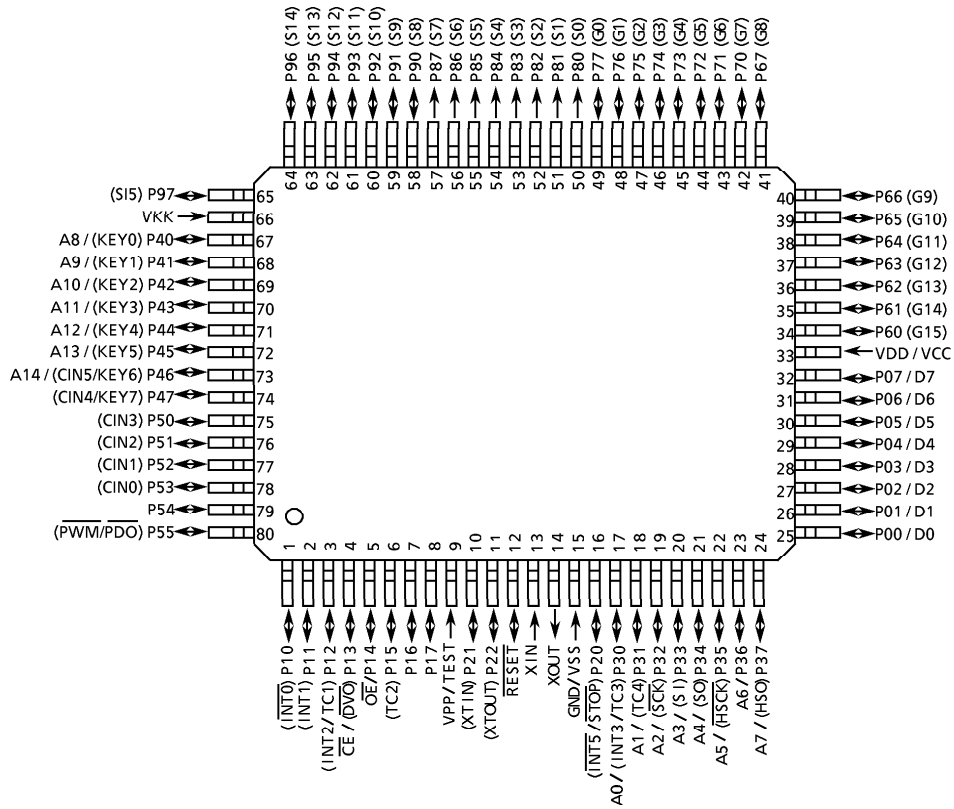 P96 (S14)
P95 (S13)
P94 (S12)
P93 (S11)
P92 (S10)
P91 (S9)
P90 (S8)
P87 (S7)
P86 (S6)
P85 (S5)
P84 (S4)
P83 (S3)
P82 (S2)
P81 (S1)
P80 (S0)
P77 (G0)
P76 (G1)
P75 (G2)
P74 (G3)
P73 (G4)
P72 (G5)
P71 (G6)
P70 (G7)
P67 (G8)
64
63
62
61
60
59
58
57
56
55
54
53
52
51
50
49
48
47
46
45
44
43
42
41
(SI5) P97 65
VKK 66
A8 / (KEY0) P40 67
A9 / (KEY1) P41 68
A10 / (KEY2) P42 69
A11 / (KEY3) P43 70
A12 / (KEY4) P44 71
A13 / (KEY5) P45 72
A14 / (CIN5/KEY6) P46 73
(CIN4/KEY7) P47 74
(CIN3) P50 75
(CIN2) P51 76
(CIN1) P52 77
(CIN0) P53 78
P54 79
(PWM/PDO) P55 80
40 P66 (G9)
39 P65 (G10)
38 P64 (G11)
37 P63 (G12)
36 P62 (G13)
35 P61 (G14)
34 P60 (G15)
33 VDD / VCC
32 P07 / D7
31 P06 / D6
30 P05 / D5
29 P04 / D4
28 P03 / D3
27 P02 / D2
26 P01 / D1
25 P00 / D0
1
2
3
4
5
6
7
8
9
10
11
12
13
14
15
16
17
18
19
20
21
22
23
24
(INT0) P10
(INT1) P11
(INT2/TC1) P12
CE / (DVO) P13
OE/P14
(TC2) P15
P16
P17
VPP/TEST
(XTIN) P21
(XTOUT) P22
RESET
XIN
XOUT
GND/VSS
(INT5/STOP) P20
A0 / (INT3/TC3) P30
A1 / (TC4) P31
A2 / (SCK) P32
A3 / (SI) P33
A4 / (SO) P34
A5 / (HSCK) P35
A6 / P36
A7 / (HSO) P37